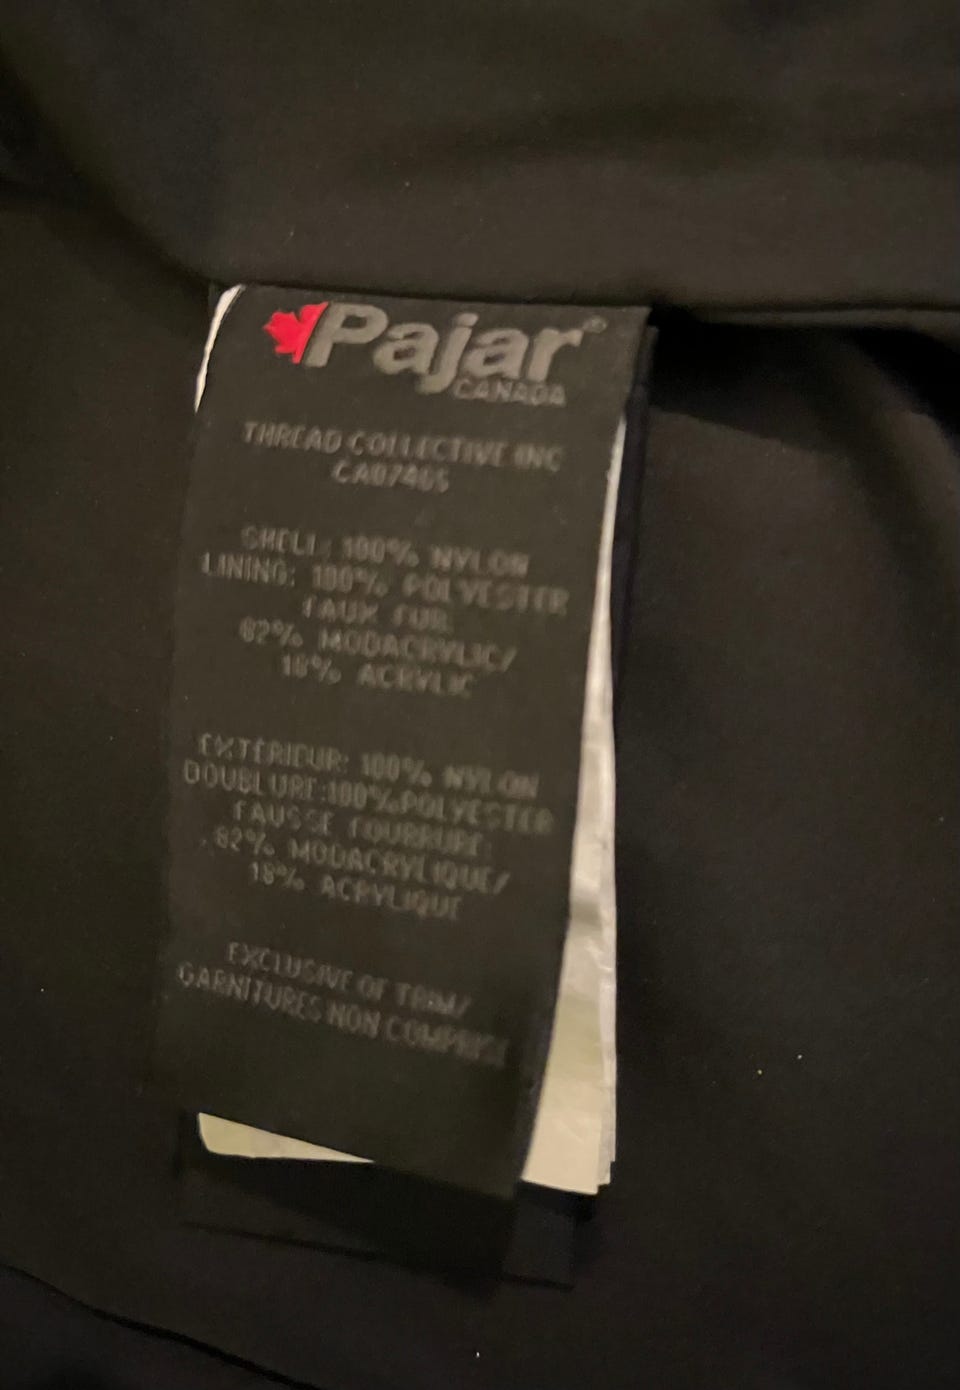 Pajar®
CANADA
THREAD COLLECTIVE INC
CA07465
SHELL: 100% NYLON
LINING: 100% POLYESTER
FAUX FUR:
82% MODACRYLIC/
18% ACRYLIC
EXTÉRIEUR: 100% NYLON
DOUBLURE:100%POLYESTER
FAUSSE FOURRURE:
82% MODACRYLIQUE/
18% ACRYLIQUE
EXCLUSIVE OF TRIM/
GARNITURES NON COMPRISE